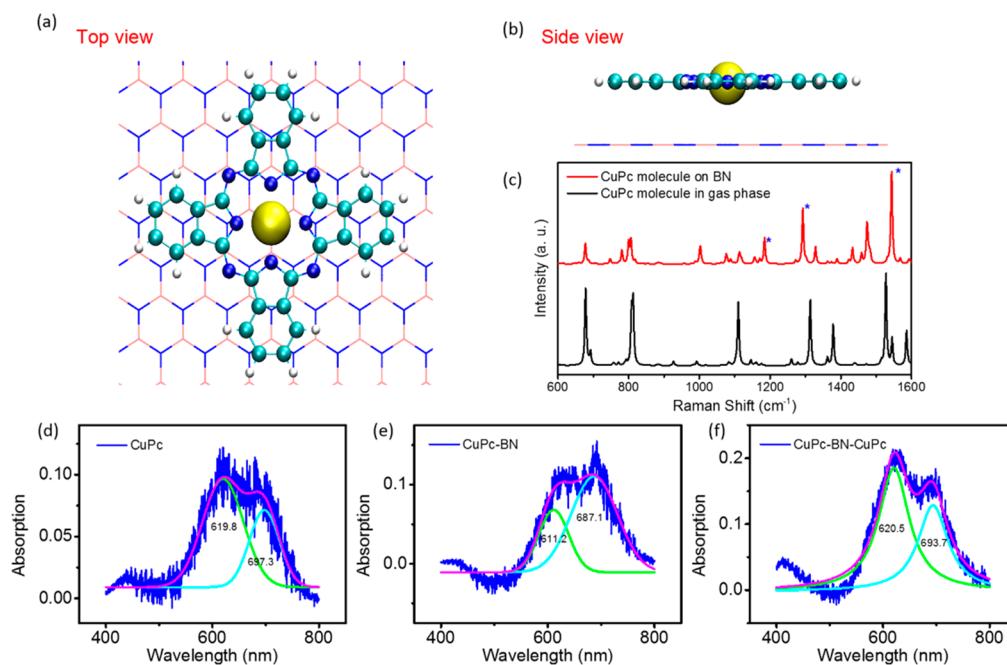 (a)
Top view
(b)
Side view
(c)
CuPc molecule on BN
CuPc molecule in gas phase
*
*
*
Intensity (a. u.)
600 800 1000 1200 1400 1600
Raman Shift (cm⁻¹)
(d)
CuPc
0.10
0.05
0.00
619.8
697.3
Absorption
400 600 800
Wavelength (nm)
(e)
CuPc-BN
0.1
0.0
611.2
687.1
Absorption
400 600 800
Wavelength (nm)
(f)
CuPc-BN-CuPc
0.2
0.1
0.0
620.5
693.7
Absorption
400 600 800
Wavelength (nm)